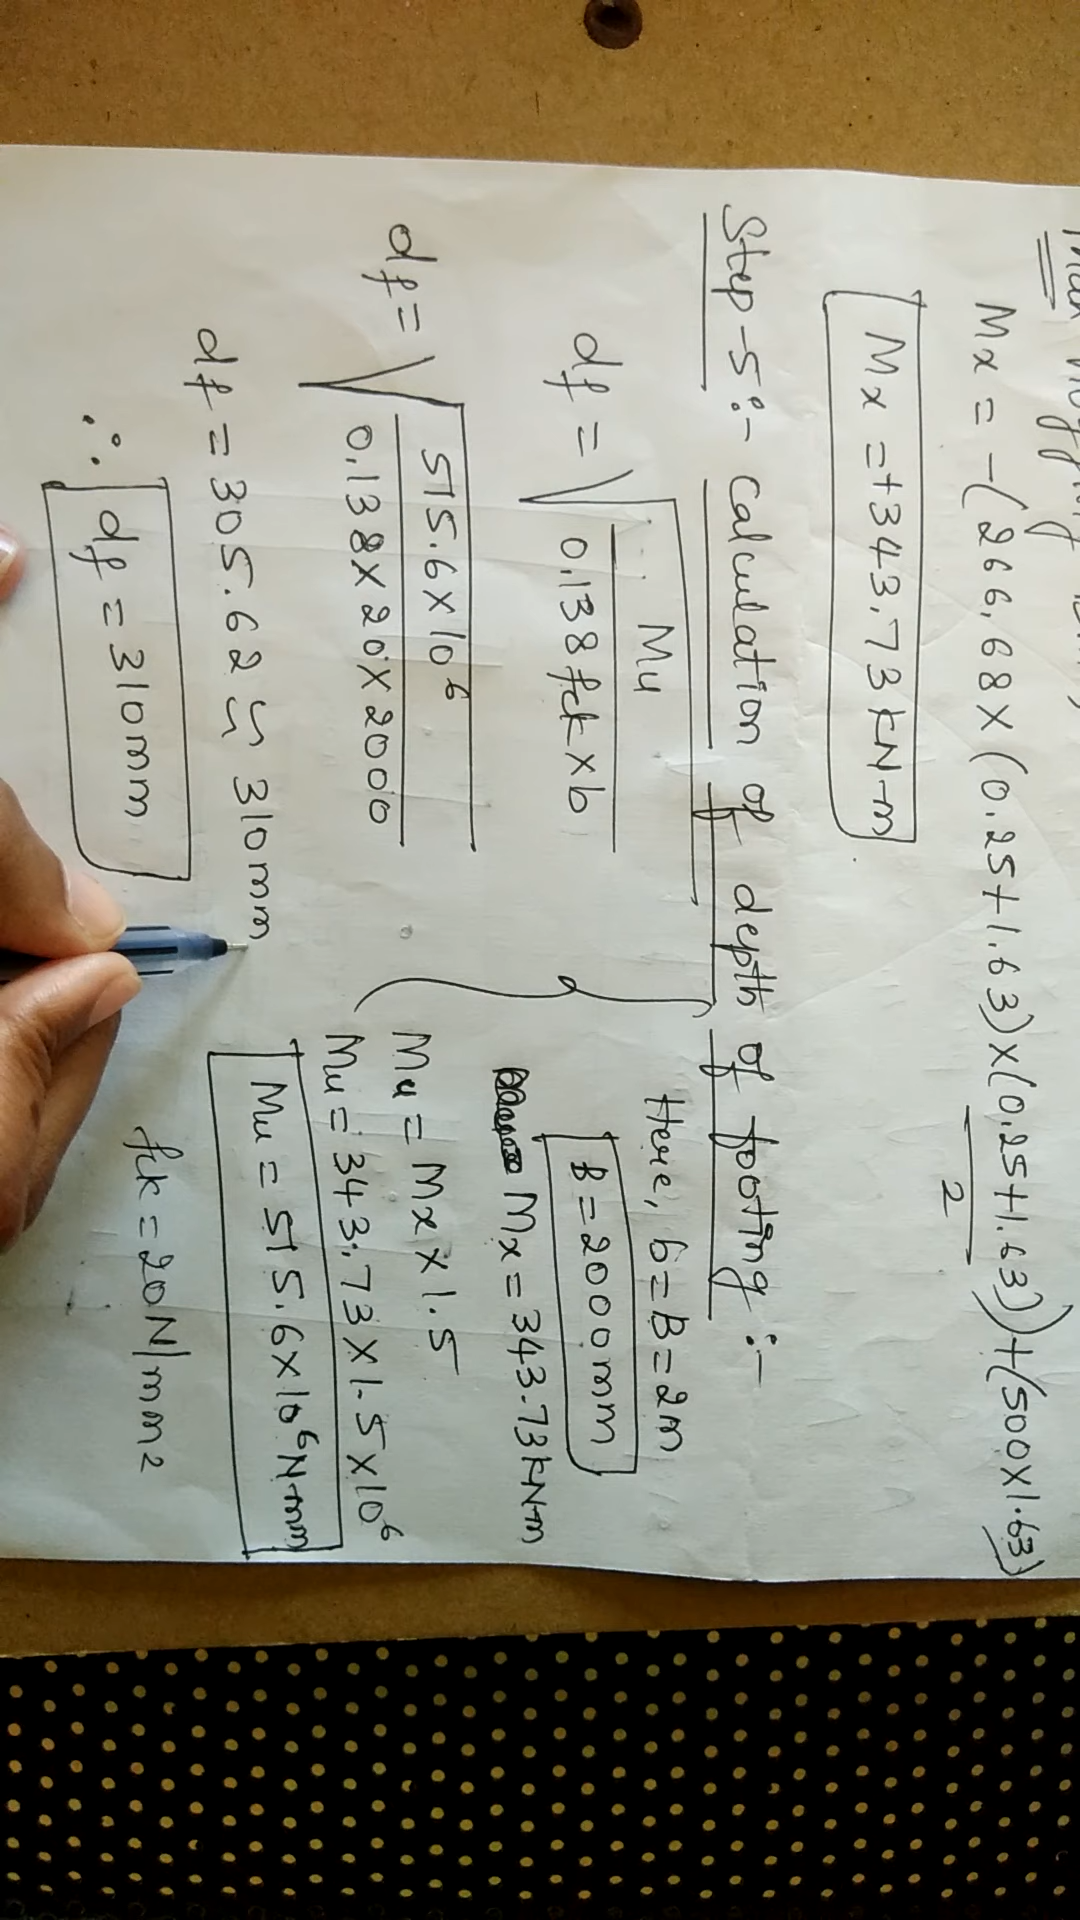 Max
Mx = -(266.68 × (0.25+1.63) × (0.25+1.63)) + (500×1.63)
2
Mx = +343.73 kN-m
Step-5:- Calculation of depth of footing :-
df = √ Mu
0.138 fck × b
Here, b = B = 2m
B = 2000mm
Mx = 343.73 kN-m
Mu = Mx × 1.5
Mu = 343.73 × 1.5 × 10⁶
Mu = 515.6 × 10⁶ N-mm
fck = 20 N/mm2
df = √ 515.6 × 10⁶
0.138 × 20 × 2000
df = 305.62 ≃ 310mm
∴ df = 310mm